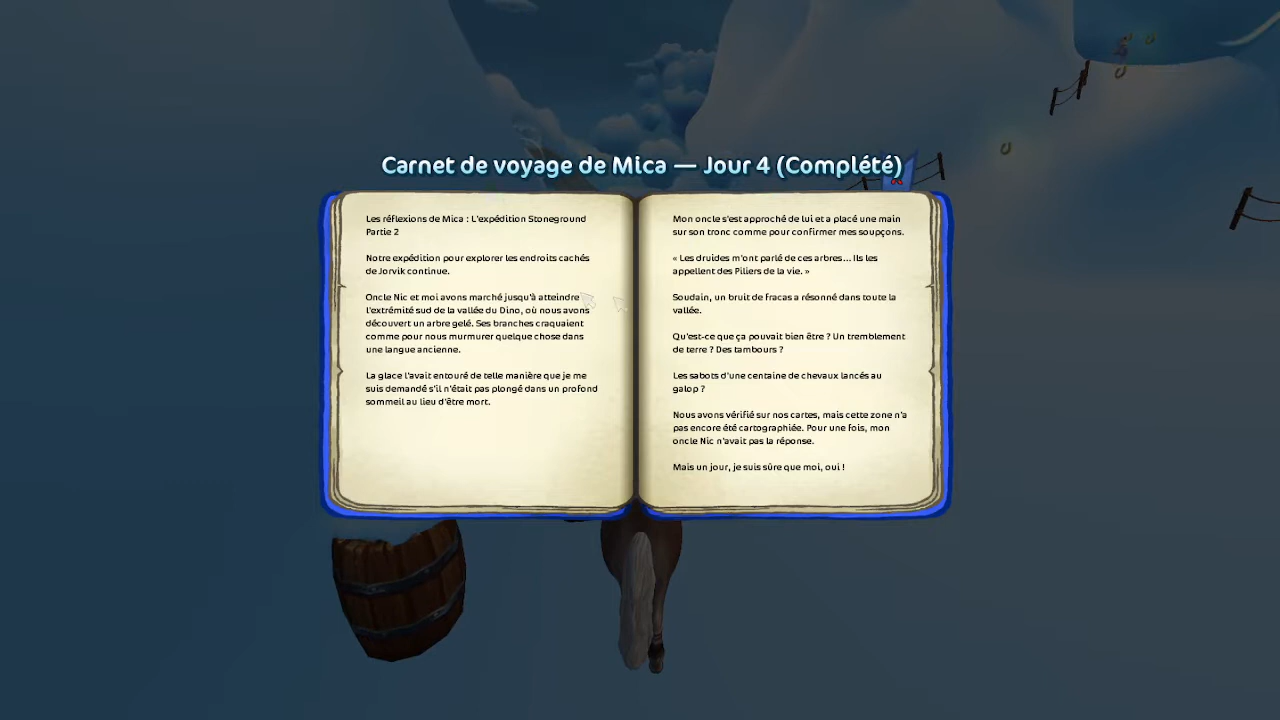 Carnet de voyage de Mica — Jour 4 (Complété)
Les réflexions de Mica : L'expédition Stoneground
Partie 2
Notre expédition pour explorer les endroits cachés
de Jorvik continue.
Oncle Nic et moi avons marché jusqu'à atteindre
l'extrémité sud de la vallée du Dino, où nous avons
découvert un arbre gelé. Ses branches craquaient
comme pour nous murmurer quelque chose dans
une langue ancienne.
La glace l'avait entouré de telle manière que je me
suis demandé s'il n'était pas plongé dans un profond
sommeil au lieu d'être mort.
Mon oncle s'est approché de lui et a placé une main
sur son tronc comme pour confirmer mes soupçons.
« Les druides m'ont parlé de ces arbres... Ils les
appellent des Piliers de la vie. »
Soudain, un bruit de fracas a résonné dans toute la
vallée.
Qu'est-ce que ça pouvait bien être ? Un tremblement
de terre ? Des tambours ?
Les sabots d'une centaine de chevaux lancés au
galop ?
Nous avons vérifié sur nos cartes, mais cette zone n'a
pas encore été cartographiée. Pour une fois, mon
oncle Nic n'avait pas la réponse.
Mais un jour, je suis sûre que moi, oui !